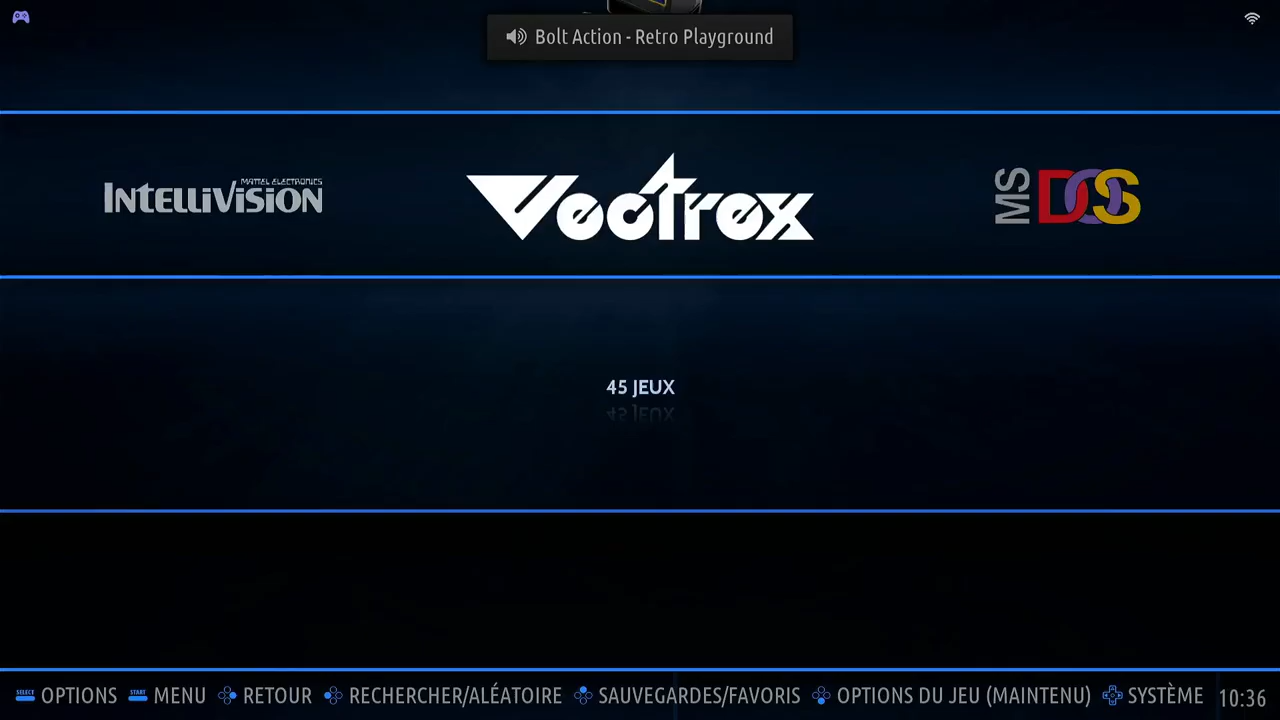 Bolt Action - Retro Playground
MATTEL ELECTRONICS
INTELLIVISION
Vectrex
MS DOS
45 JEUX
SELECT OPTIONS START MENU RETOUR RECHERCHER/ALÉATOIRE SAUVEGARDES/FAVORIS OPTIONS DU JEU (MAINTENU) SYSTÈME 10:36